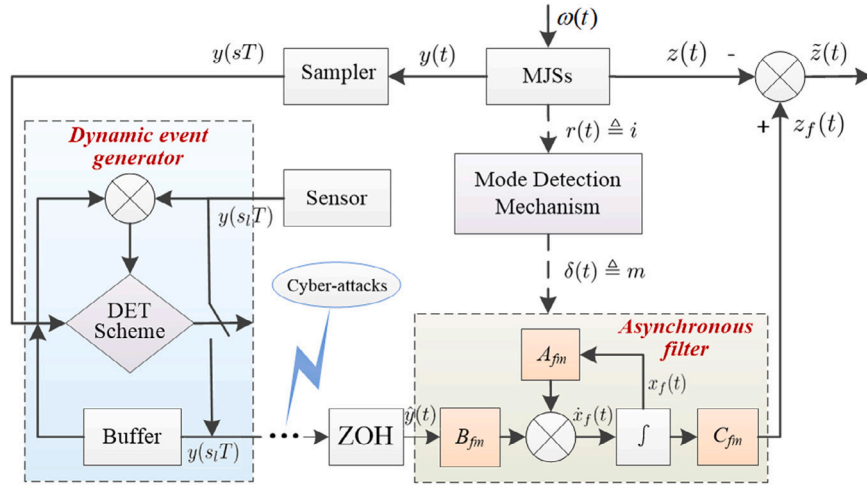 ω(t)
y(sT)
Sampler
y(t)
MJSs
z(t)
-
z̃(t)
+
z_f(t)
r(t) ≜ i
Dynamic event
generator
Mode Detection
Mechanism
Sensor
y(s_lT)
δ(t) ≜ m
Cyber-attacks
DET
Scheme
Asynchronous
filter
A_fm
x_f(t)
Buffer
y(s_lT)
...
ZOH
ŷ(t)
B_fm
ẋ_f(t)
∫
C_fm